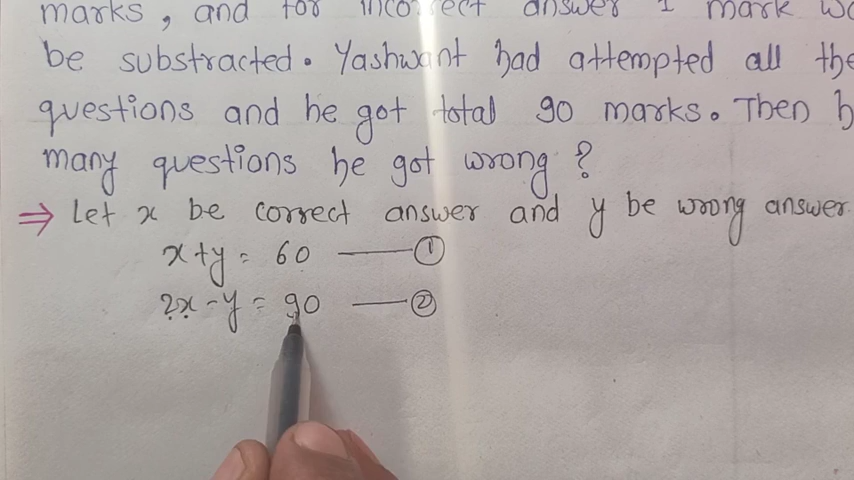 marks, and for incorrect answer 1 mark wo
be substracted. Yashwant had attempted all the
questions and he got total 90 marks. Then h
many questions he got wrong ?
⇒ Let x be correct answer and y be wrong answer.
x+y = 60 —— ①
2x - y = 90 —— ②